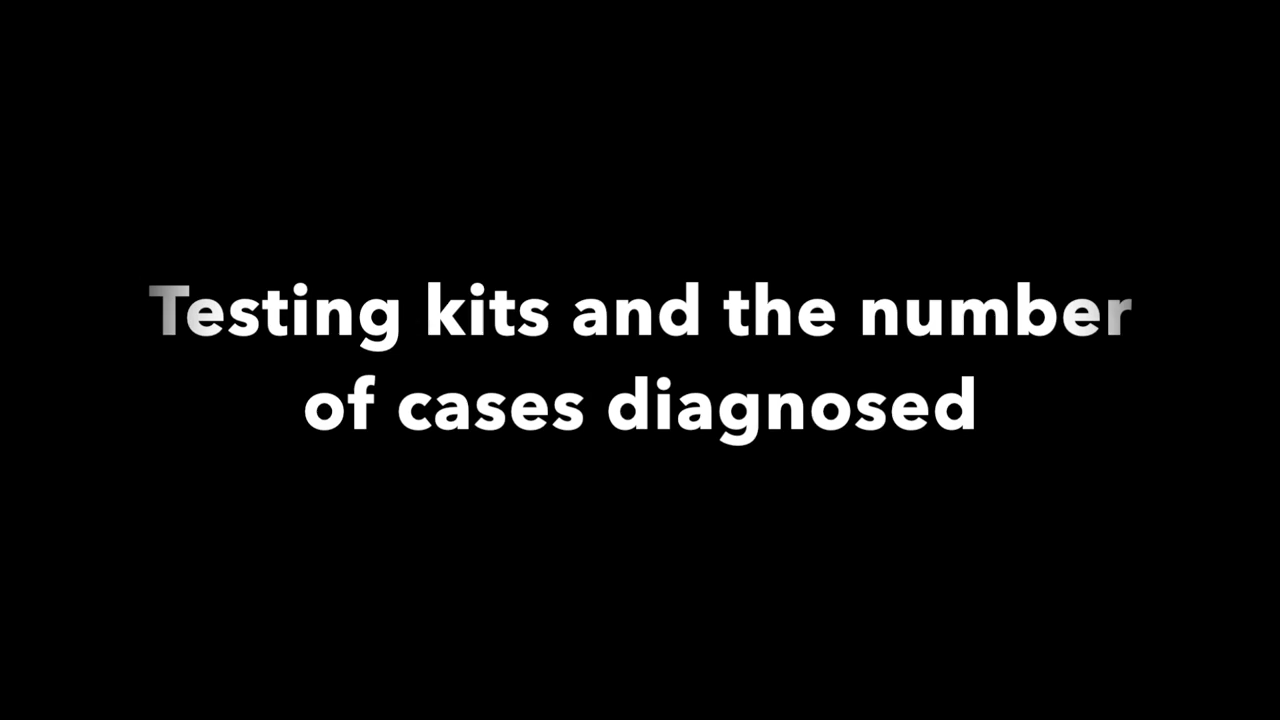 Testing kits and the number
of cases diagnosed